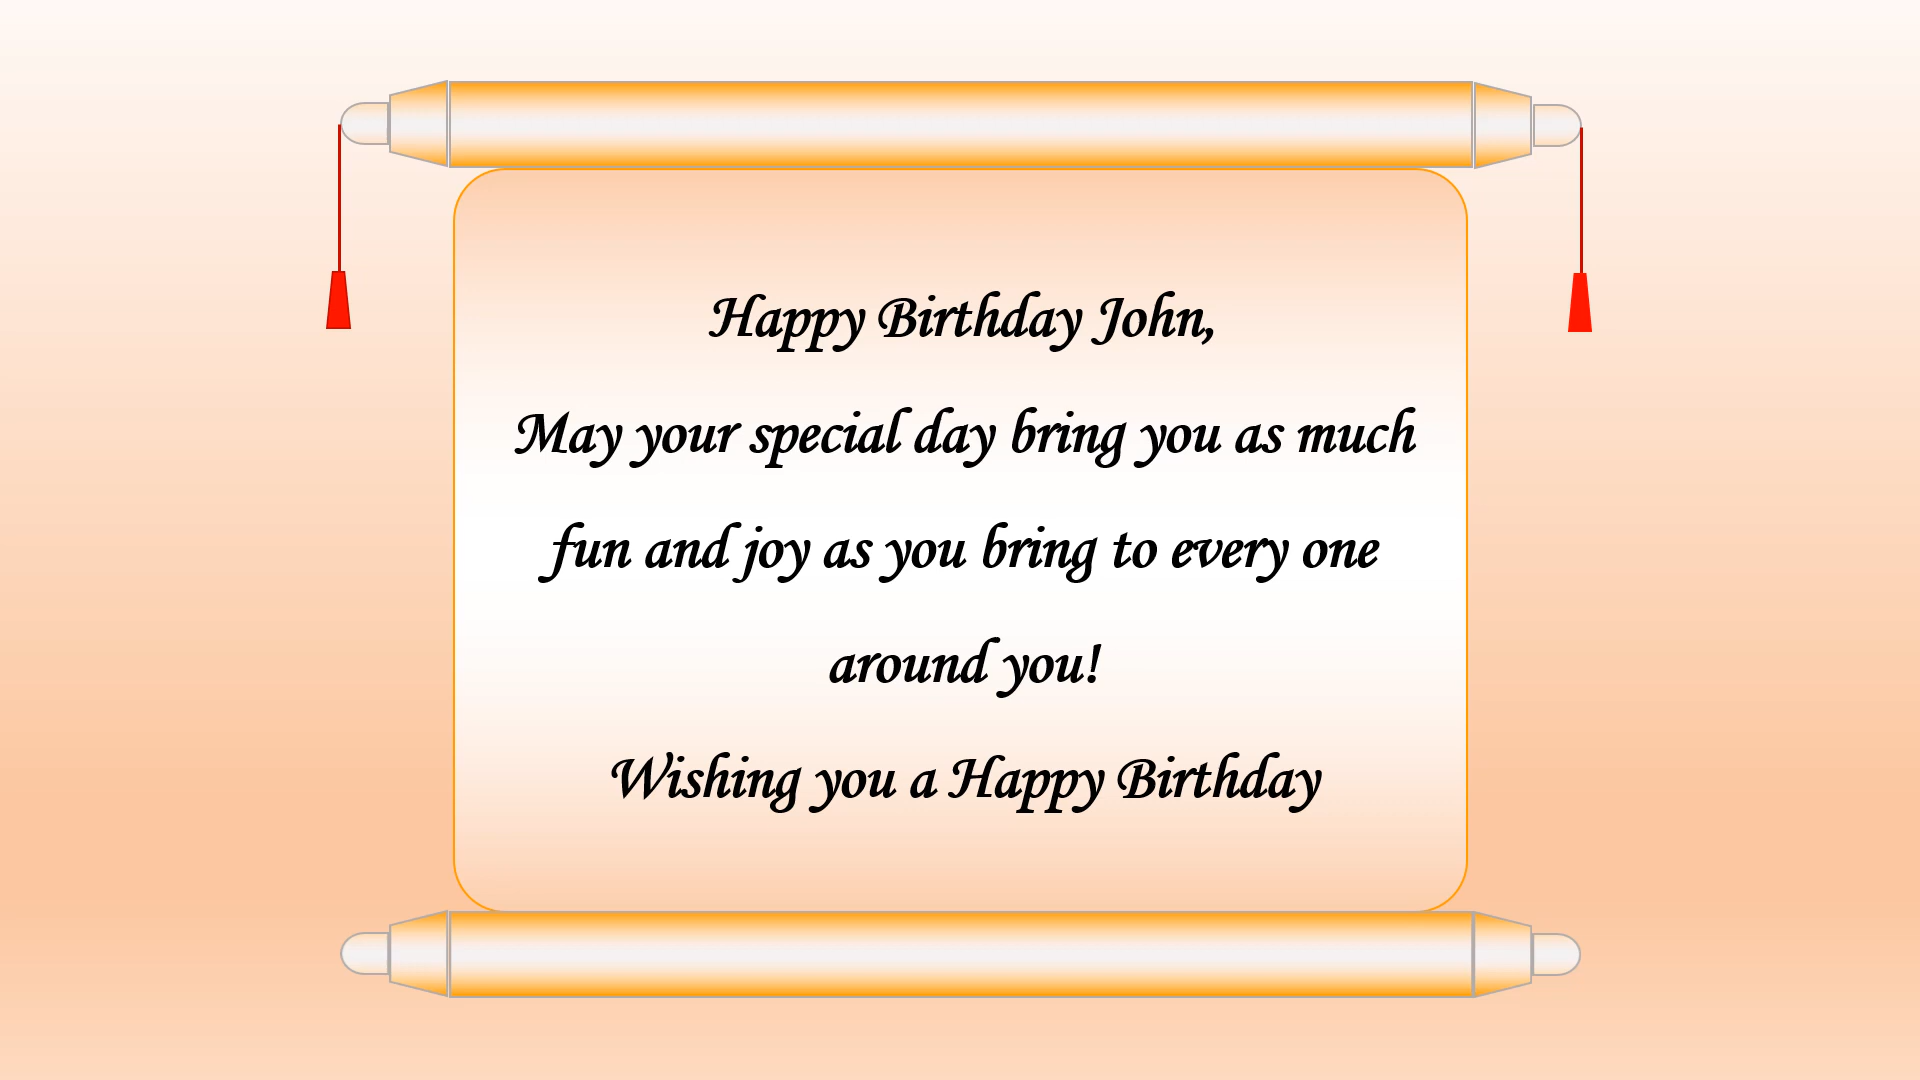 Happy Birthday John,
May your special day bring you as much
fun and joy as you bring to every one
around you!
Wishing you a Happy Birthday